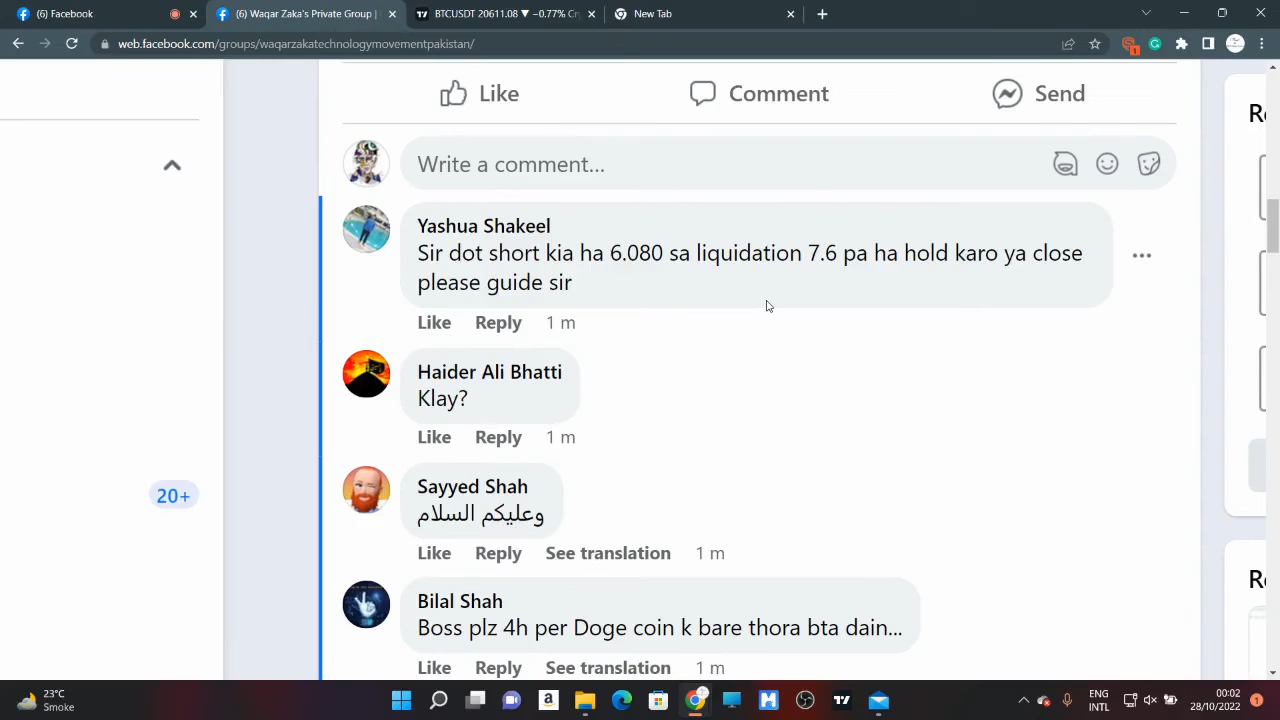 (6) Facebook
(6) Waqar Zaka's Private Group |
BTCUSDT 20611.08 ▼ −0.77%
New Tab
web.facebook.com/groups/waqarzakatechnologymovementpakistan/
Like
Comment
Send
Write a comment...
Yashua Shakeel
Sir dot short kia ha 6.080 sa liquidation 7.6 pa ha hold karo ya close
please guide sir
Like Reply 1 m
Haider Ali Bhatti
Klay?
Like Reply 1 m
20+
Sayyed Shah
وعليكم السلام
Like Reply See translation 1 m
Bilal Shah
Boss plz 4h per Doge coin k bare thora bta dain...
Like Reply See translation 1 m
23°C
Smoke
ENG
INTL
00:02
28/10/2022